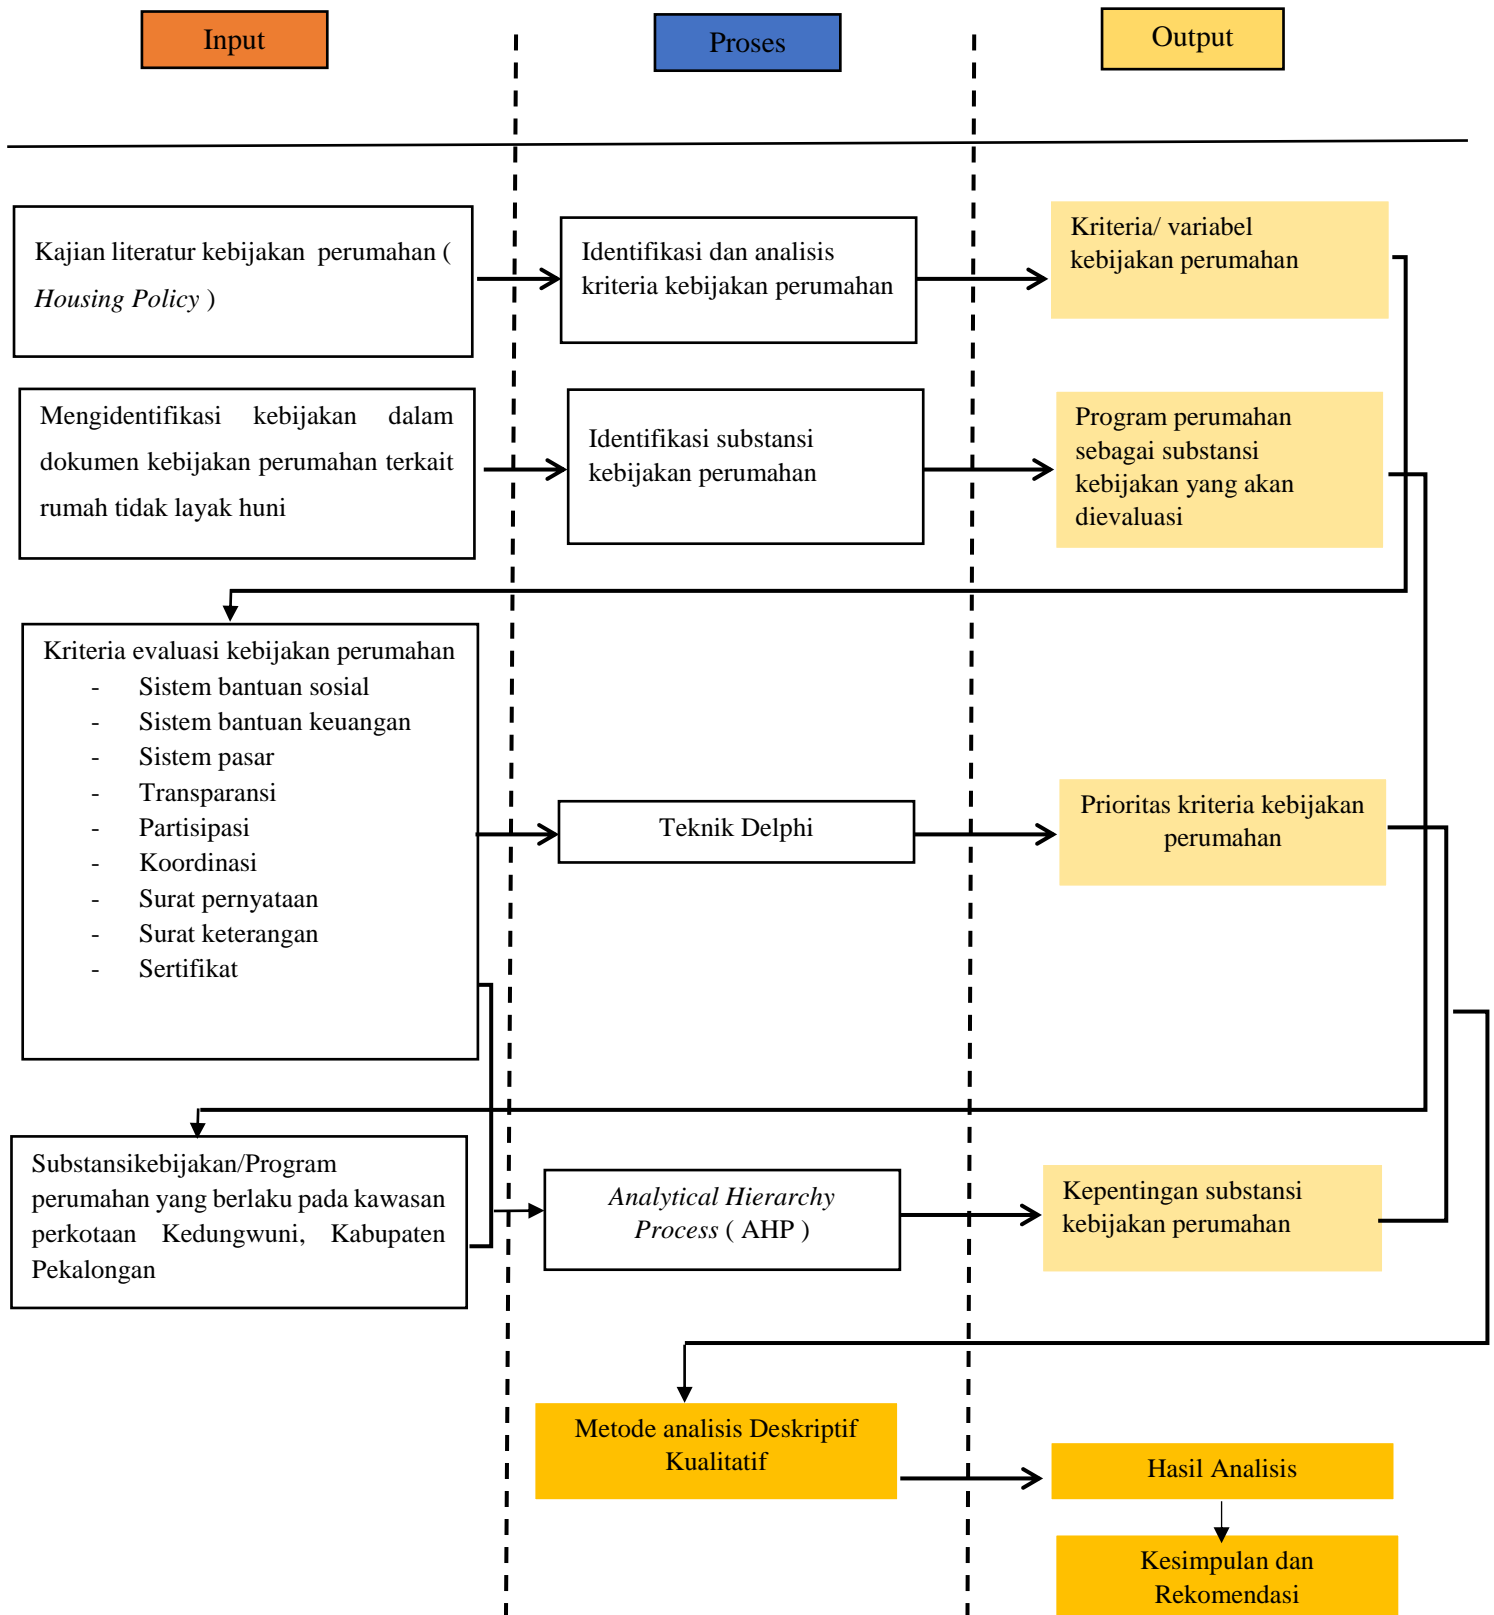 Input
Proses
Output
Kajian literatur kebijakan perumahan (
Housing Policy )
Identifikasi dan analisis
kriteria kebijakan perumahan
Kriteria/ variabel
kebijakan perumahan
Mengidentifikasi kebijakan dalam
dokumen kebijakan perumahan terkait
rumah tidak layak huni
Identifikasi substansi
kebijakan perumahan
Program perumahan
sebagai substansi
kebijakan yang akan
dievaluasi
Kriteria evaluasi kebijakan perumahan
- Sistem bantuan sosial
- Sistem bantuan keuangan
- Sistem pasar
- Transparansi
- Partisipasi
- Koordinasi
- Surat pernyataan
- Surat keterangan
- Sertifikat
Teknik Delphi
Prioritas kriteria kebijakan
perumahan
Substansikebijakan/Program
perumahan yang berlaku pada kawasan
perkotaan Kedungwuni, Kabupaten
Pekalongan
Analytical Hierarchy
Process ( AHP )
Kepentingan substansi
kebijakan perumahan
Metode analisis Deskriptif
Kualitatif
Hasil Analisis
Kesimpulan dan
Rekomendasi